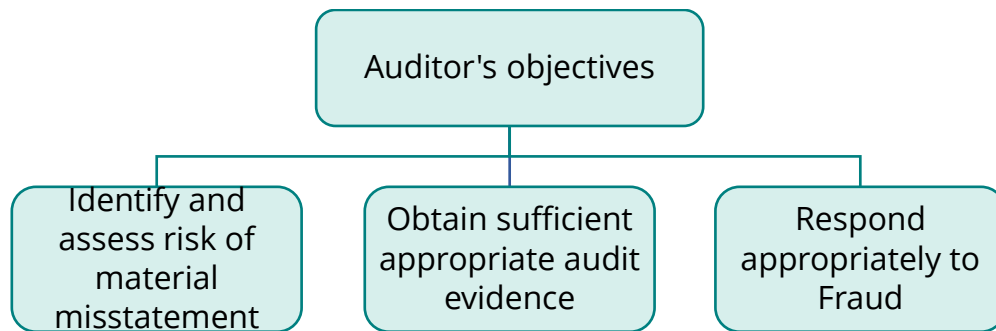 Auditor's objectives
Identify and
assess risk of
material
misstatement
Obtain sufficient
appropriate audit
evidence
Respond
appropriately to
Fraud